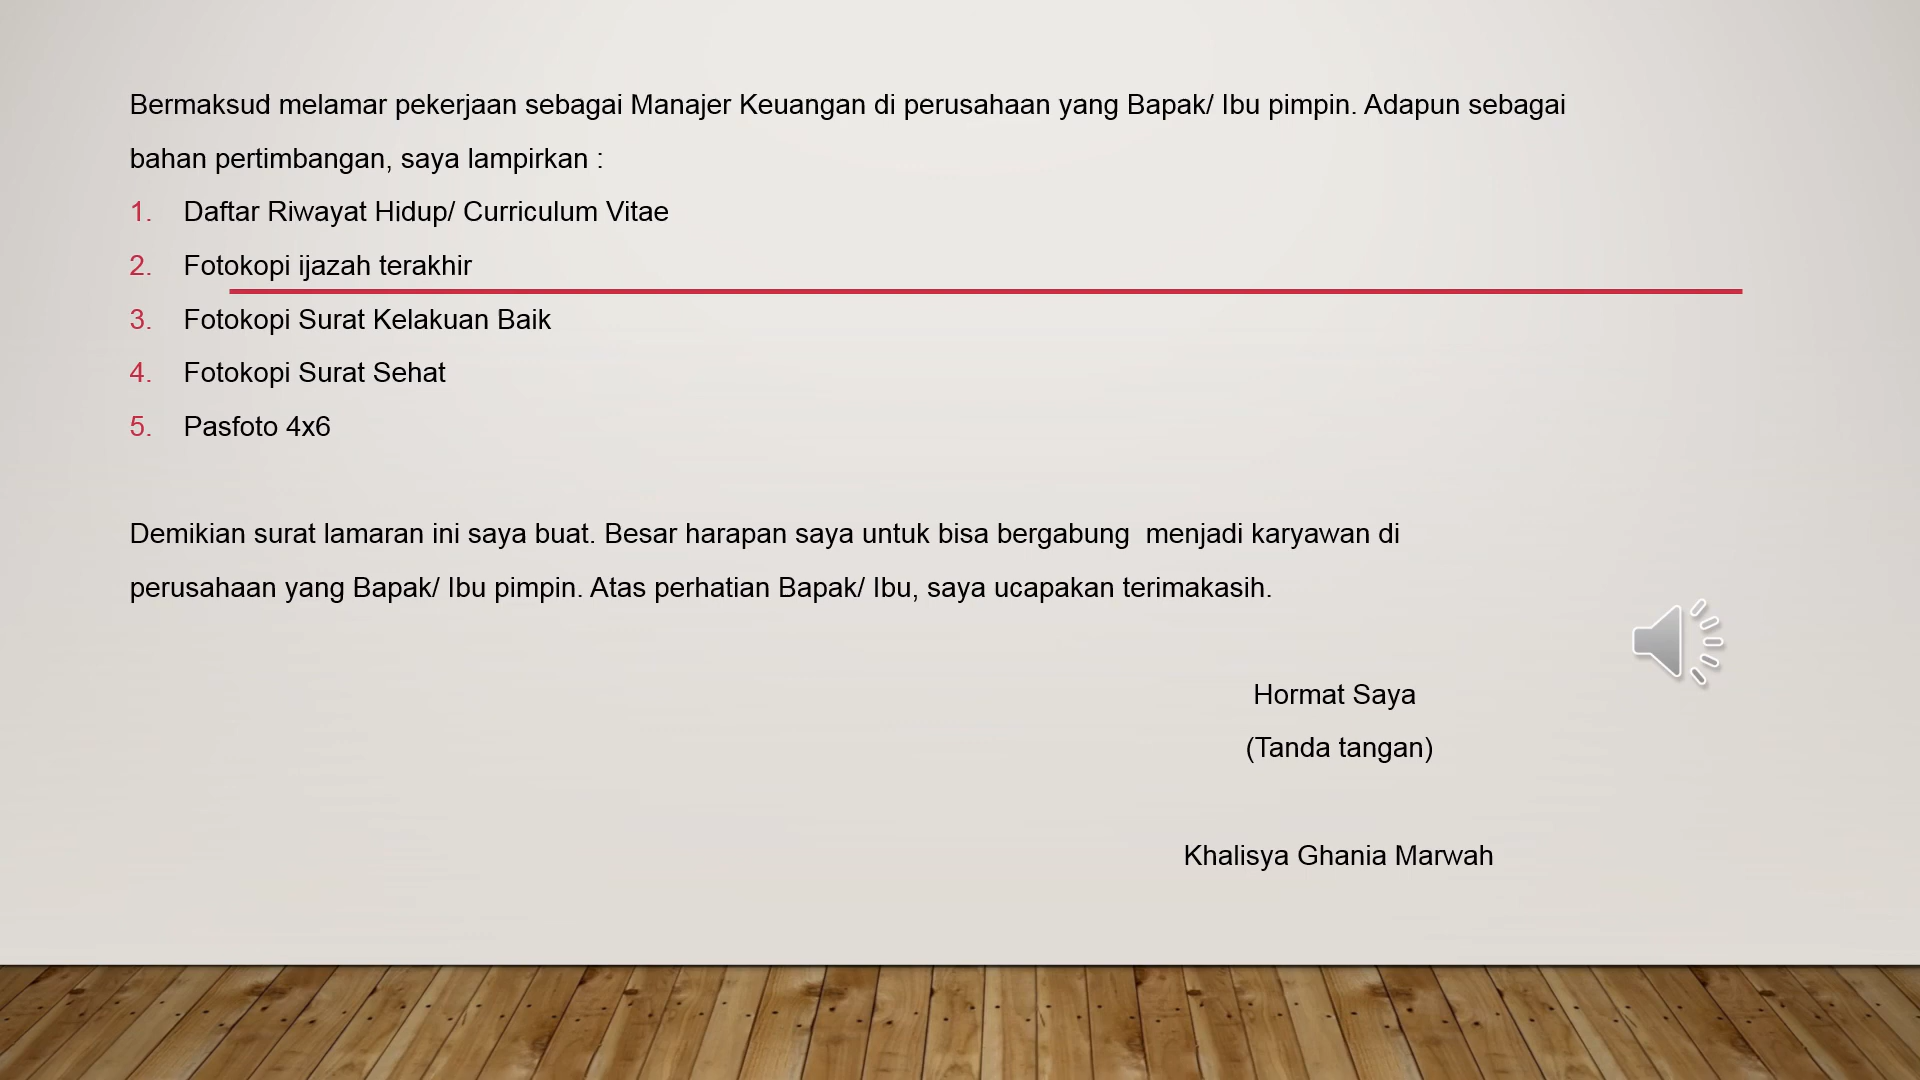 Bermaksud melamar pekerjaan sebagai Manajer Keuangan di perusahaan yang Bapak/ Ibu pimpin. Adapun sebagai
bahan pertimbangan, saya lampirkan :
1. Daftar Riwayat Hidup/ Curriculum Vitae
2. Fotokopi ijazah terakhir
3. Fotokopi Surat Kelakuan Baik
4. Fotokopi Surat Sehat
5. Pasfoto 4x6
Demikian surat lamaran ini saya buat. Besar harapan saya untuk bisa bergabung  menjadi karyawan di
perusahaan yang Bapak/ Ibu pimpin. Atas perhatian Bapak/ Ibu, saya ucapakan terimakasih.
Hormat Saya
(Tanda tangan)
Khalisya Ghania Marwah